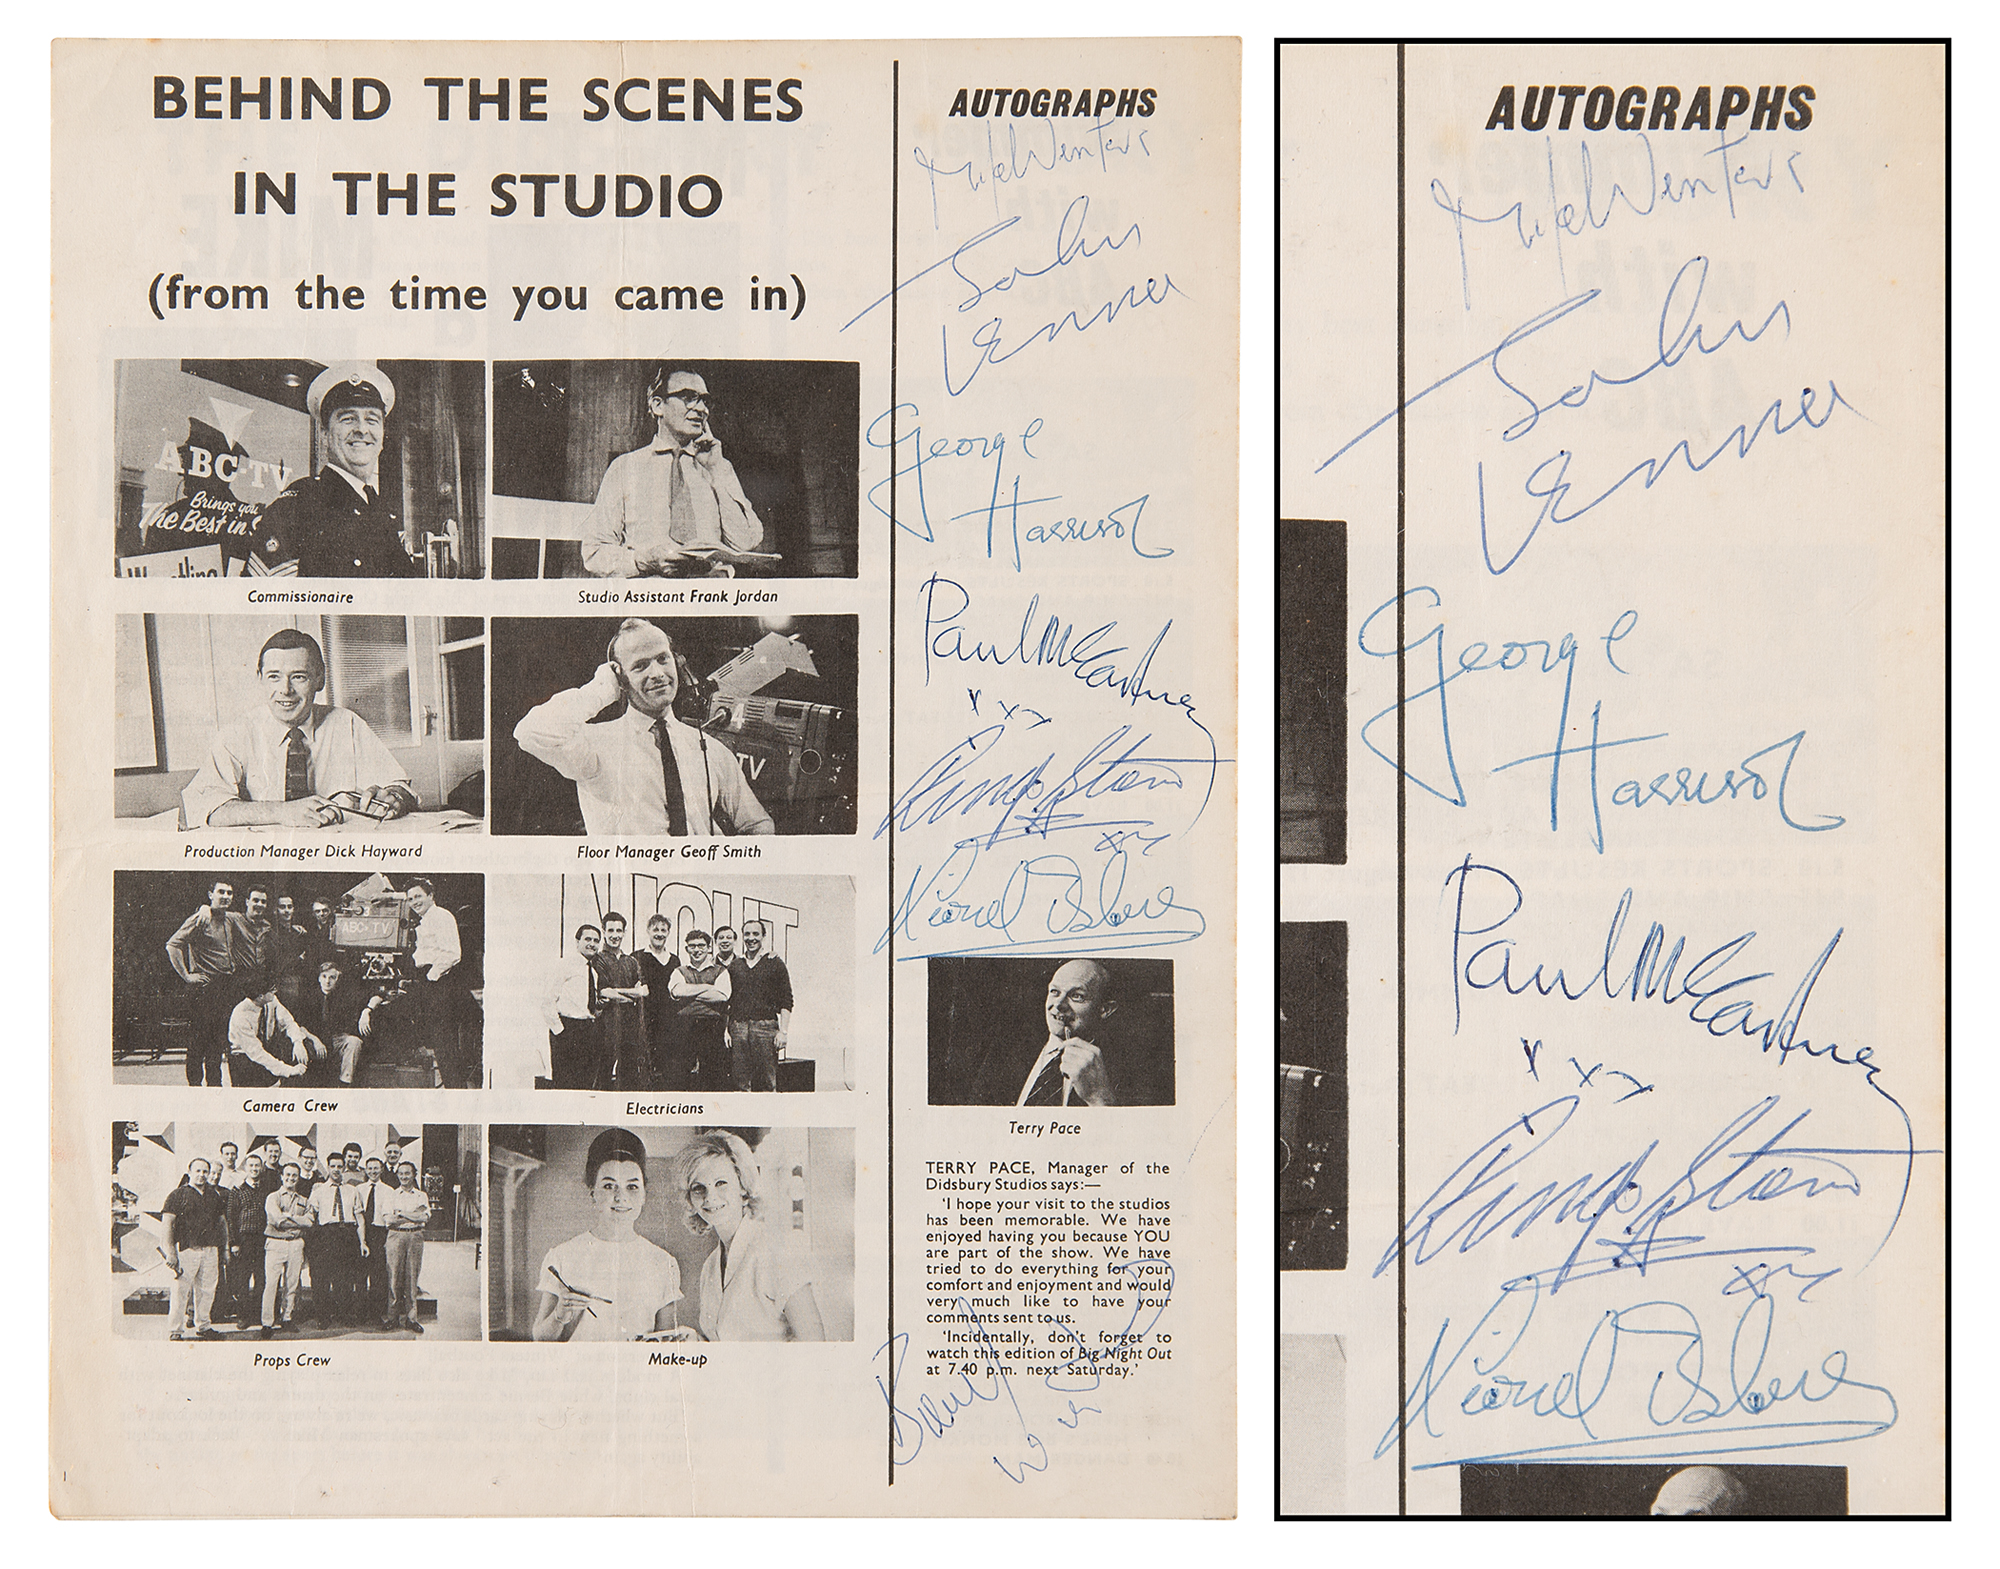 BEHIND THE SCENES
IN THE STUDIO
(from the time you came in)
ABC-TV
Brings you
The Best in!
Commissionaire
Studio Assistant Frank Jordan
Production Manager Dick Hayward
4
TV
Floor Manager Geoff Smith
ABC TV
Camera Crew
NIGHT
Electricians
Props Crew
Make-up
AUTOGRAPHS
Mike Winters
John
Lennon
George
Harrison
Paul McCartney
xxx
Ringo Starr
Lionel Blair
Terry Pace
TERRY PACE, Manager of the
Didsbury Studios says:—
'I hope your visit to the studios
has been memorable. We have
enjoyed having you because YOU
are part of the show. We have
tried to do everything for your
comfort and enjoyment and would
very much like to have your
comments sent to us.
'Incidentally, don't forget to
watch this edition of Big Night Out
at 7.40 p.m. next Saturday.'
AUTOGRAPHS
Mike Winters
John
Lennon
George
Harrison
Paul McCartney
xxx
Ringo Starr